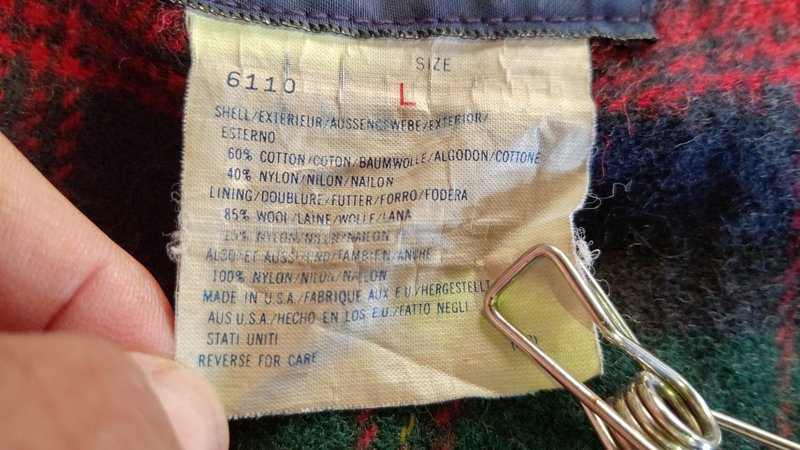 SIZE
6110 L
SHELL/EXTERIEUR/AUSSENGEWEBE/EXTERIOR/
ESTERNO
60% COTTON/COTON/BAUMWOLLE/ALGODON/COTTONE
40% NYLON/NILON/NAILON
LINING/DOUBLURE/FUTTER/FORRO/FODERA
85% WOOL/LAINE/WOLLE/LANA
15% NYLON/NILON/NAILON
ALSO ET AUSSI/UND/TAMBIEN/ANCHE
100% NYLON/NILON/NAILON
MADE IN U.S.A./FABRIQUE AUX E.U./HERGESTELLT
AUS U.S.A./HECHO EN LOS E.U./FATTO NEGLI
STATI UNITI
REVERSE FOR CARE